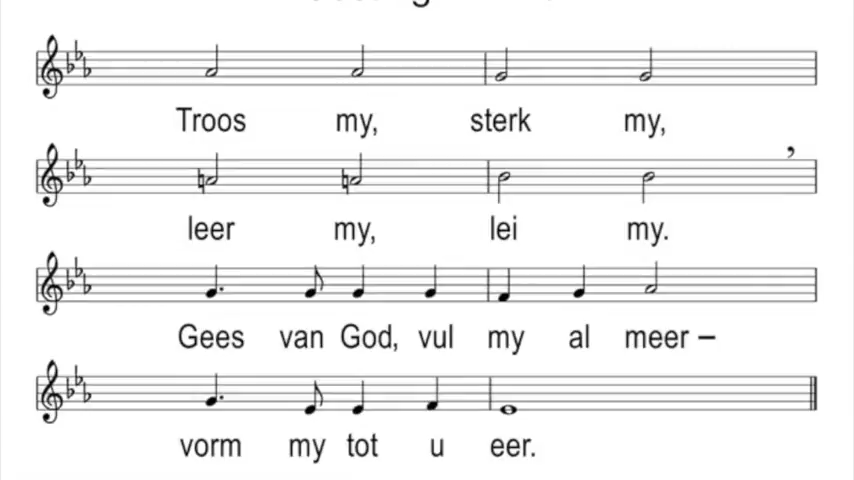 Troos my, sterk my,
leer my, lei my.
Gees van God, vul my al meer –
vorm my tot u eer.